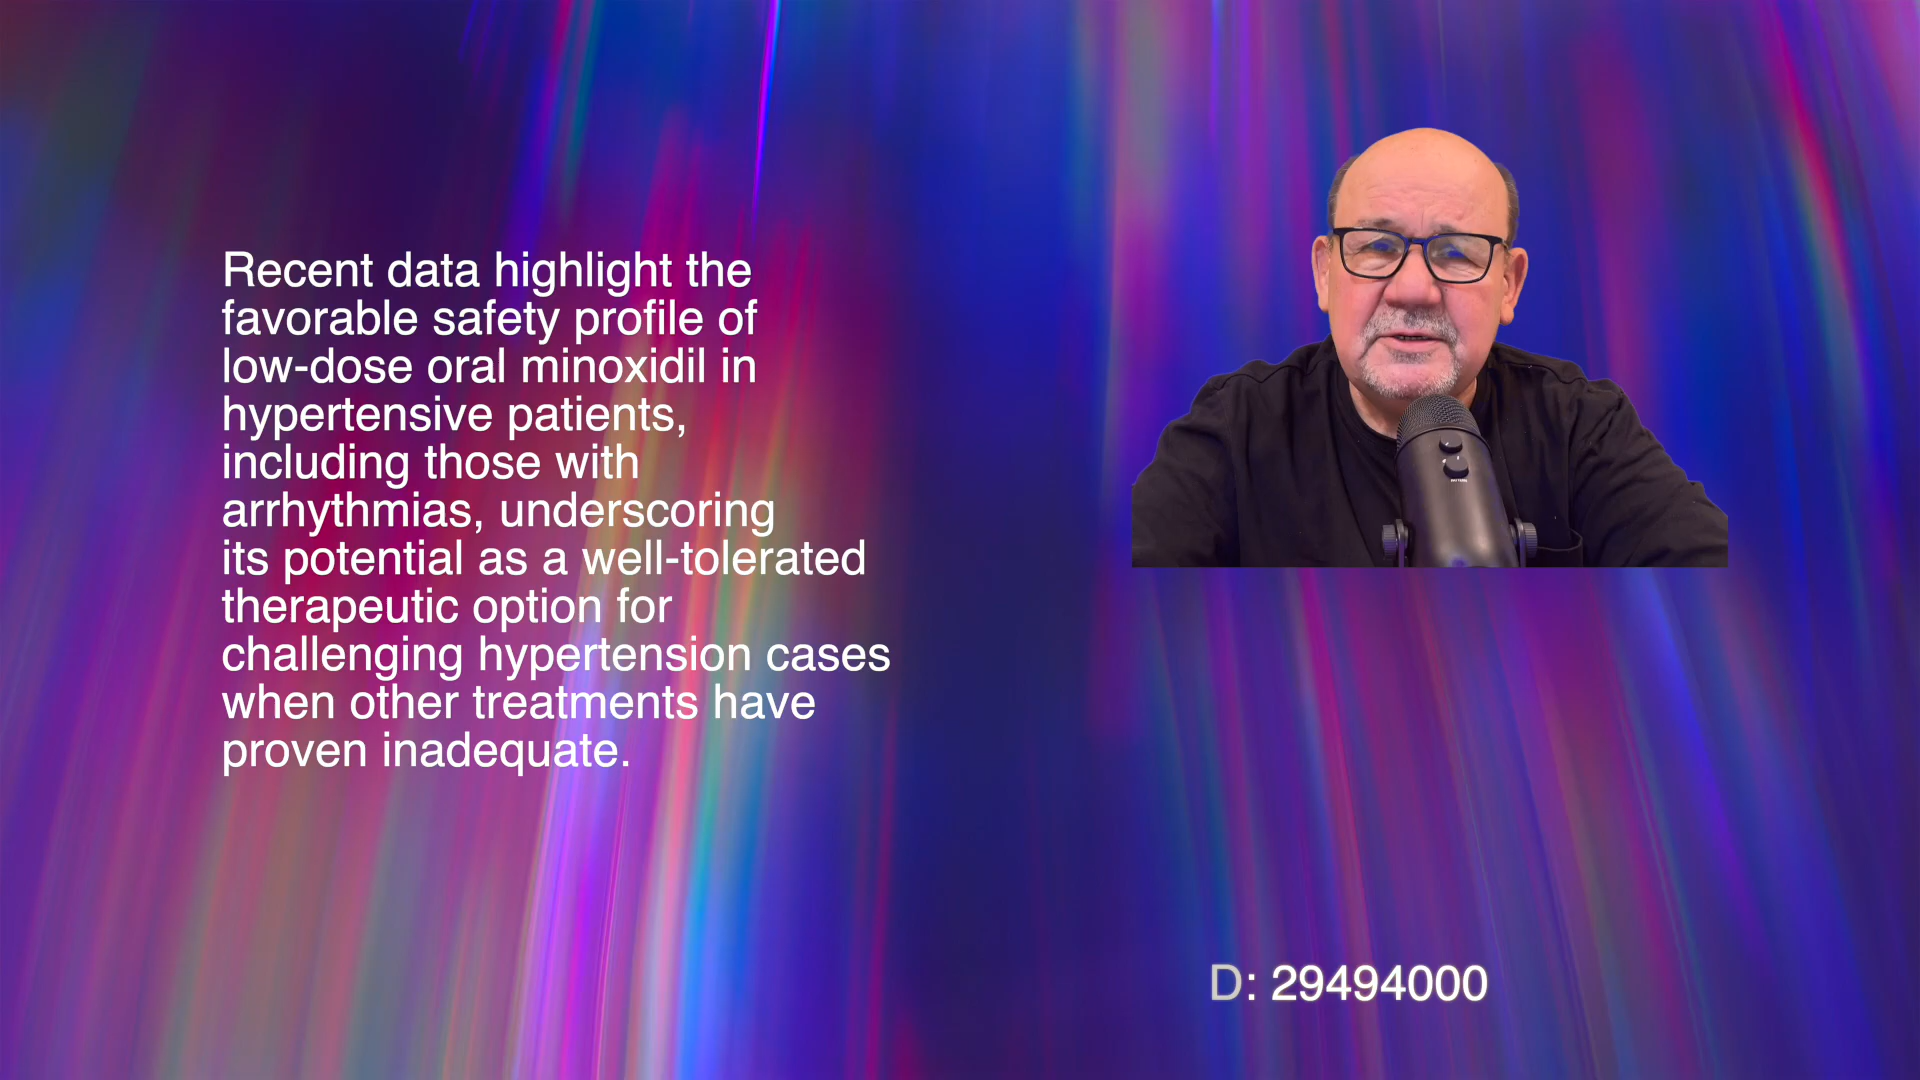 Recent data highlight the
favorable safety profile of
low-dose oral minoxidil in
hypertensive patients,
including those with
arrhythmias, underscoring
its potential as a well-tolerated
therapeutic option for
challenging hypertension cases
when other treatments have
proven inadequate.
D: 29494000